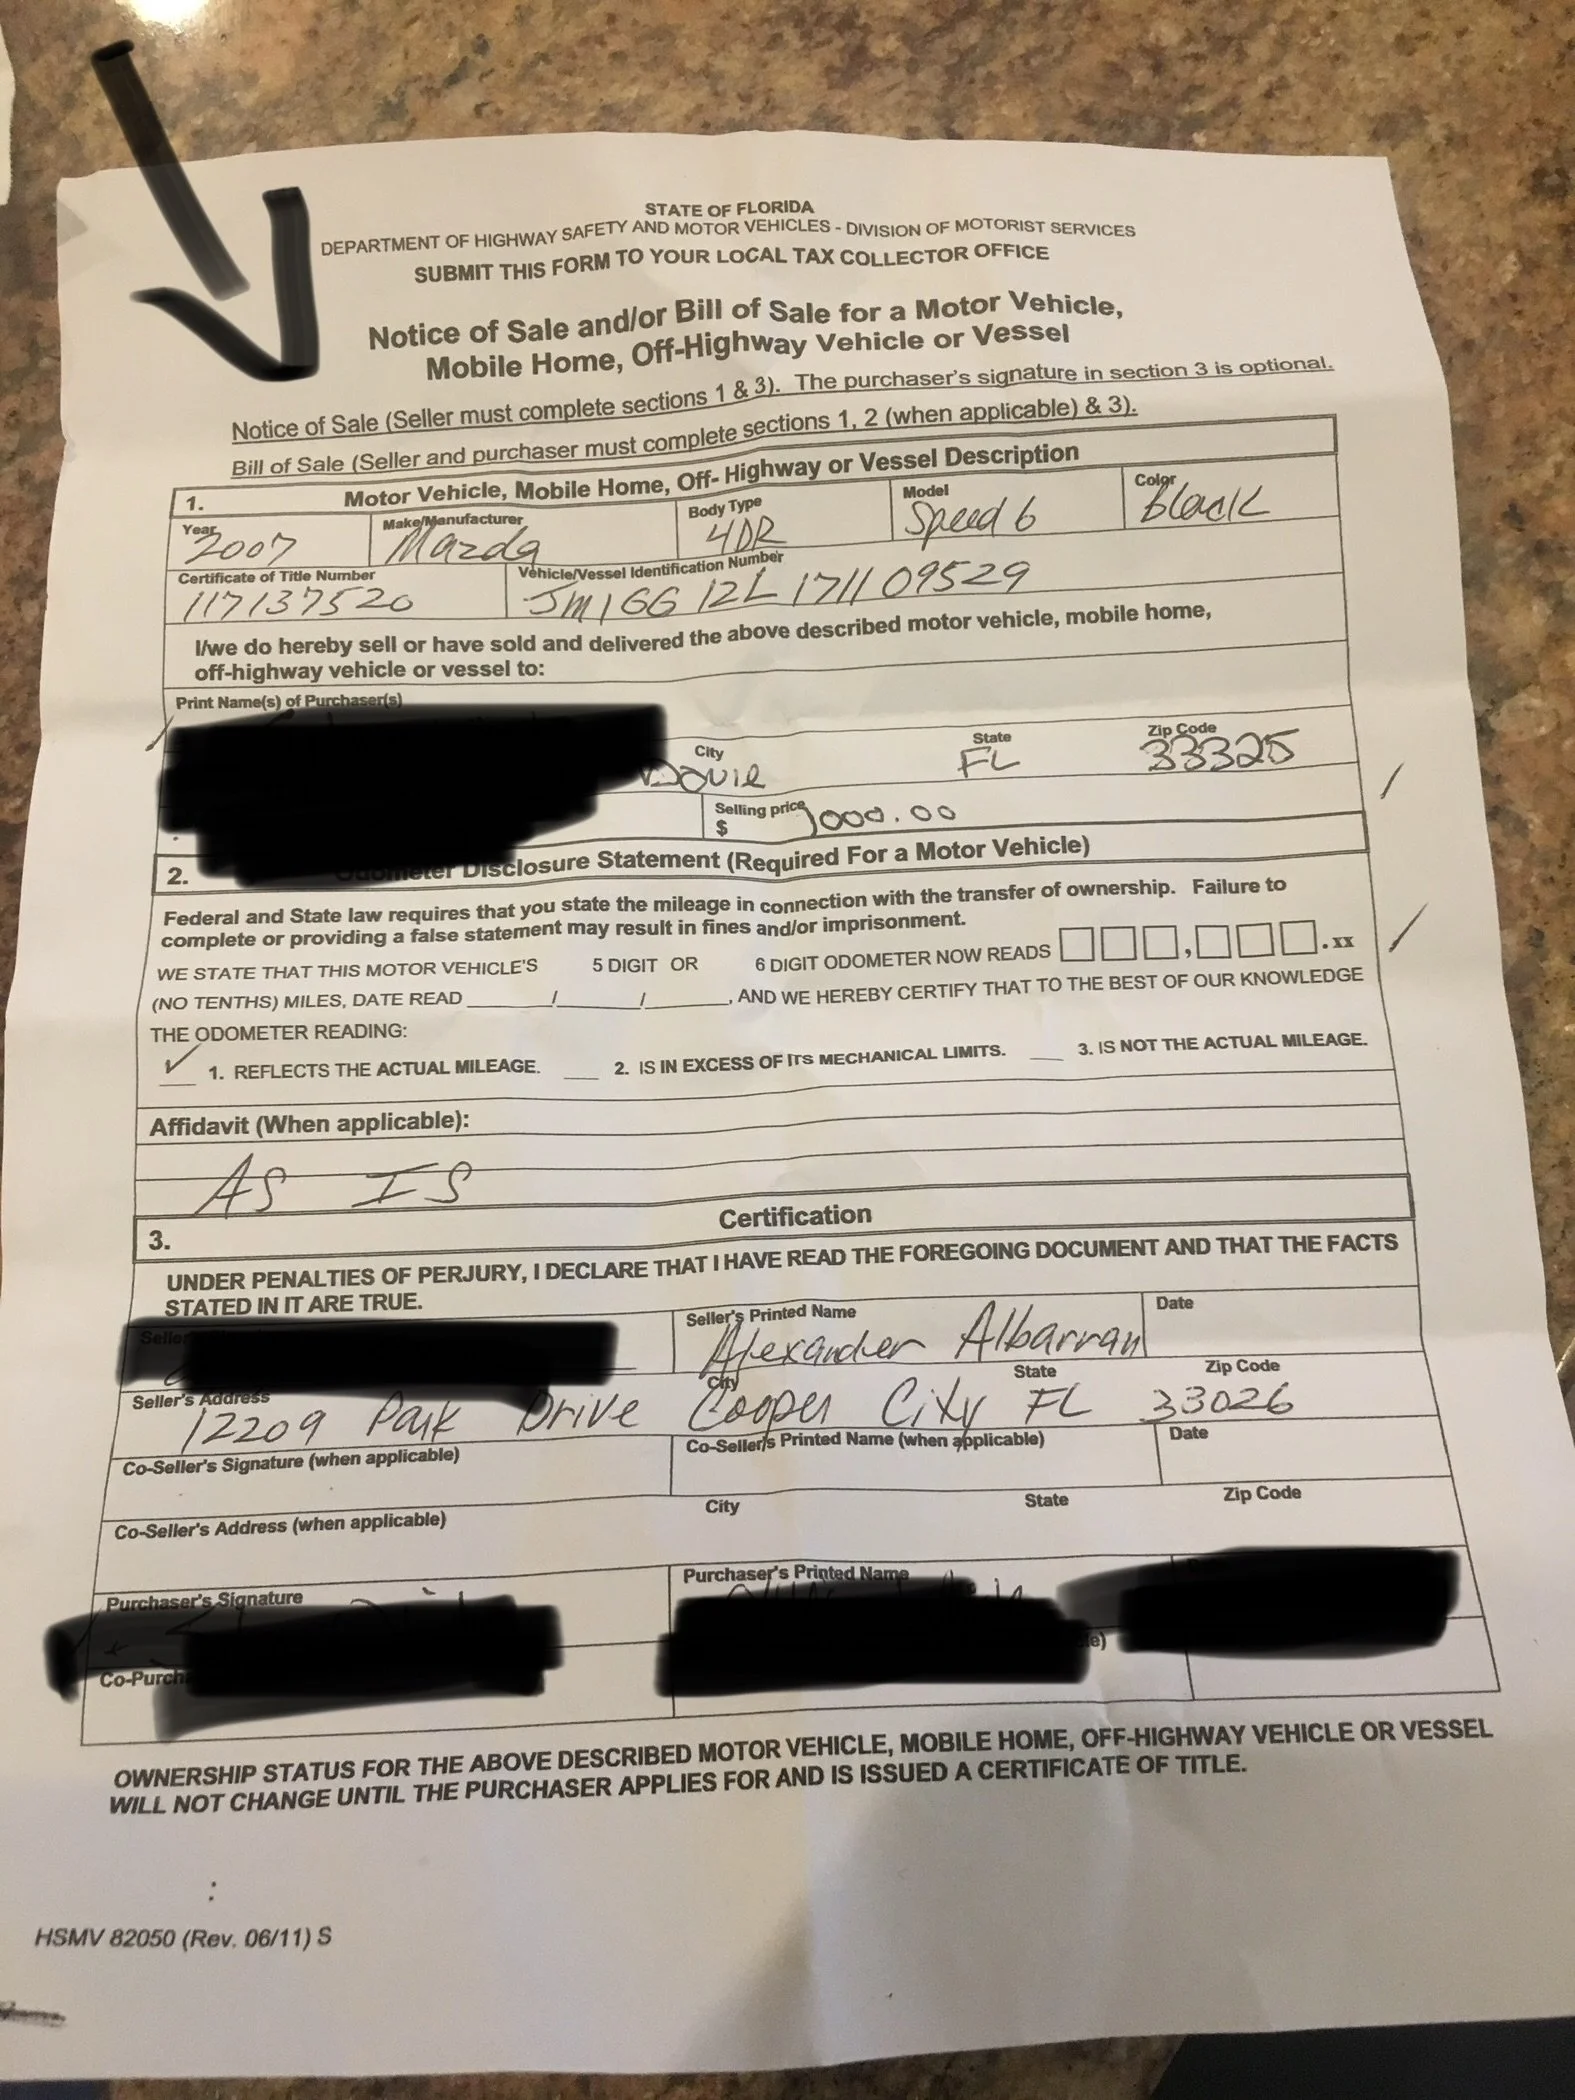 STATE OF FLORIDA
DEPARTMENT OF HIGHWAY SAFETY AND MOTOR VEHICLES - DIVISION OF MOTORIST SERVICES
SUBMIT THIS FORM TO YOUR LOCAL TAX COLLECTOR OFFICE
Notice of Sale and/or Bill of Sale for a Motor Vehicle,
Mobile Home, Off-Highway Vehicle or Vessel
Notice of Sale (Seller must complete sections 1 & 3). The purchaser's signature in section 3 is optional.
Bill of Sale (Seller and purchaser must complete sections 1, 2 (when applicable) & 3).
1. Motor Vehicle, Mobile Home, Off- Highway or Vessel Description
Year Make/Manufacturer Body Type Model Color
2007 Mazda 4DR Speed 6 Black
Certificate of Title Number Vehicle/Vessel Identification Number
117137520 JM1GG12L171109529
I/we do hereby sell or have sold and delivered the above described motor vehicle, mobile home,
off-highway vehicle or vessel to:
Print Name(s) of Purchaser(s)
City State Zip Code
Davie FL 33325
Selling price
$ 1000.00
2. Odometer Disclosure Statement (Required For a Motor Vehicle)
Federal and State law requires that you state the mileage in connection with the transfer of ownership. Failure to
complete or providing a false statement may result in fines and/or imprisonment.
WE STATE THAT THIS MOTOR VEHICLE'S 5 DIGIT OR 6 DIGIT ODOMETER NOW READS , .xx
(NO TENTHS) MILES, DATE READ ______/______/______, AND WE HEREBY CERTIFY THAT TO THE BEST OF OUR KNOWLEDGE
THE ODOMETER READING:
✓ 1. REFLECTS THE ACTUAL MILEAGE. ___ 2. IS IN EXCESS OF ITS MECHANICAL LIMITS. ___ 3. IS NOT THE ACTUAL MILEAGE.
Affidavit (When applicable):
AS IS
3. Certification
UNDER PENALTIES OF PERJURY, I DECLARE THAT I HAVE READ THE FOREGOING DOCUMENT AND THAT THE FACTS
STATED IN IT ARE TRUE.
Seller's Printed Name Date
Alexander Albarran
Seller's Address City State Zip Code
12209 Park Drive Cooper City FL 33026
Co-Seller's Signature (when applicable) Co-Seller's Printed Name (when applicable) Date
Co-Seller's Address (when applicable) City State Zip Code
Purchaser's Signature Purchaser's Printed Name
OWNERSHIP STATUS FOR THE ABOVE DESCRIBED MOTOR VEHICLE, MOBILE HOME, OFF-HIGHWAY VEHICLE OR VESSEL
WILL NOT CHANGE UNTIL THE PURCHASER APPLIES FOR AND IS ISSUED A CERTIFICATE OF TITLE.
HSMV 82050 (Rev. 06/11) S